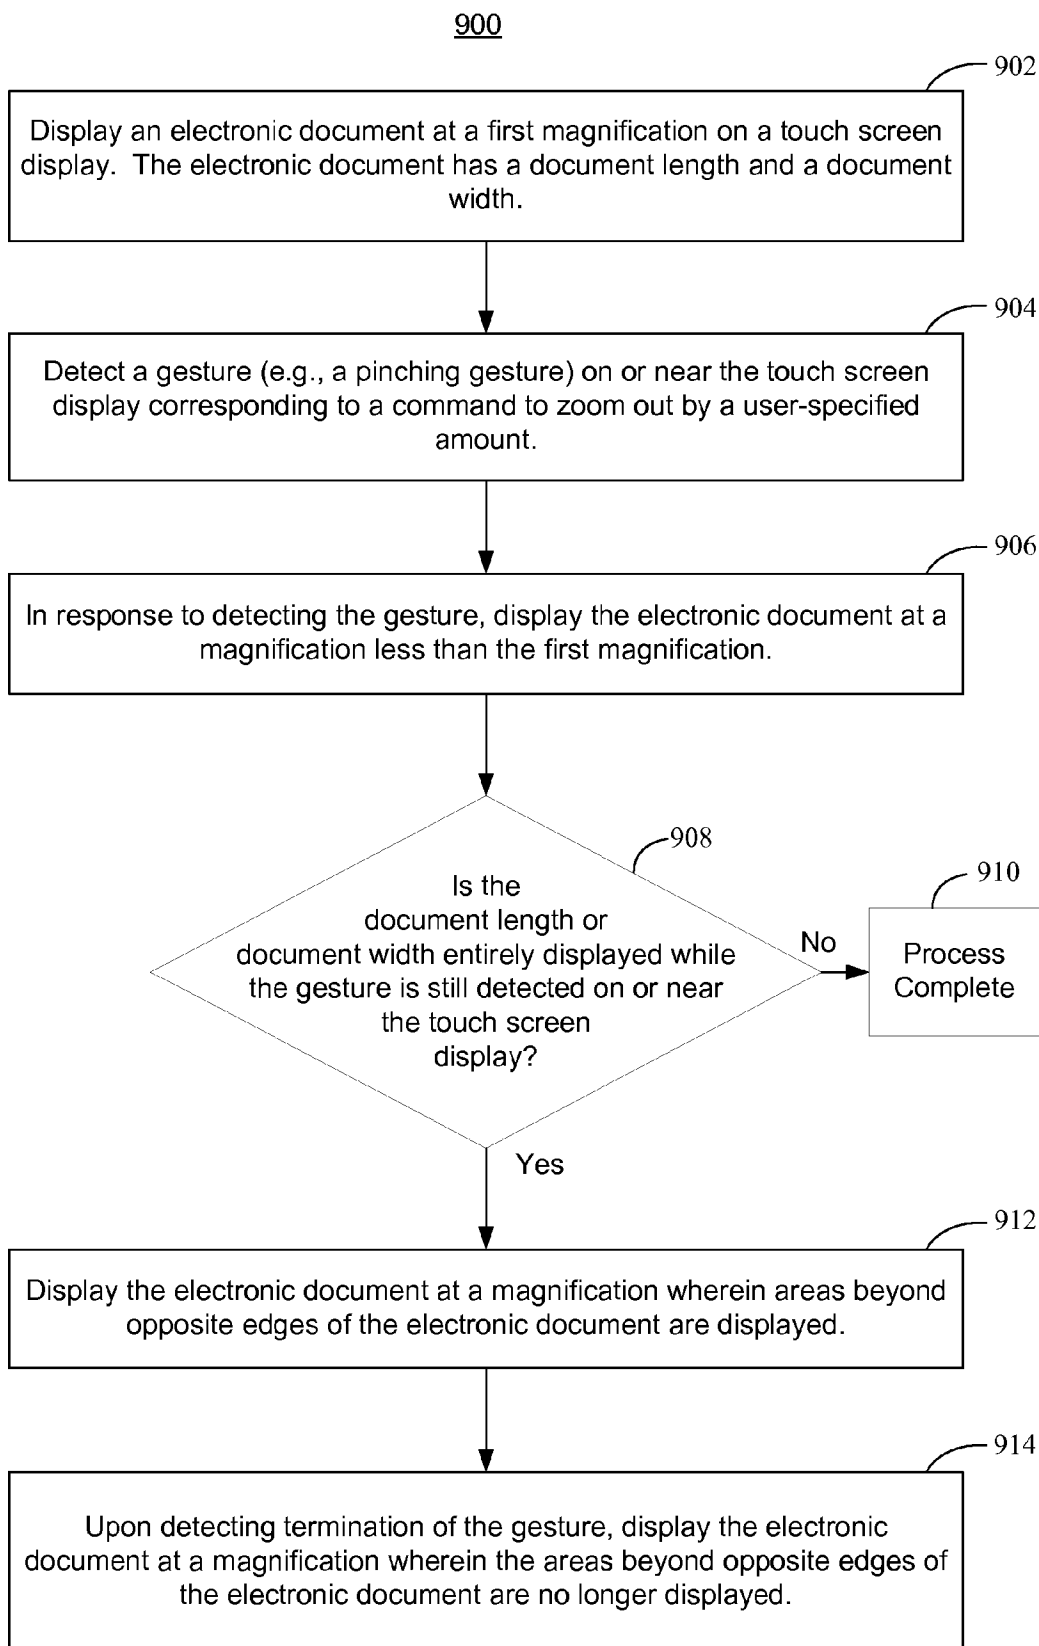 900
902
Display an electronic document at a first magnification on a touch screen
display.  The electronic document has a document length and a document
width.
904
Detect a gesture (e.g., a pinching gesture) on or near the touch screen
display corresponding to a command to zoom out by a user-specified
amount.
906
In response to detecting the gesture, display the electronic document at a
magnification less than the first magnification.
908
Is the
document length or
document width entirely displayed while
the gesture is still detected on or near
the touch screen
display?
No
910
Process
Complete
Yes
912
Display the electronic document at a magnification wherein areas beyond
opposite edges of the electronic document are displayed.
914
Upon detecting termination of the gesture, display the electronic
document at a magnification wherein the areas beyond opposite edges of
the electronic document are no longer displayed.